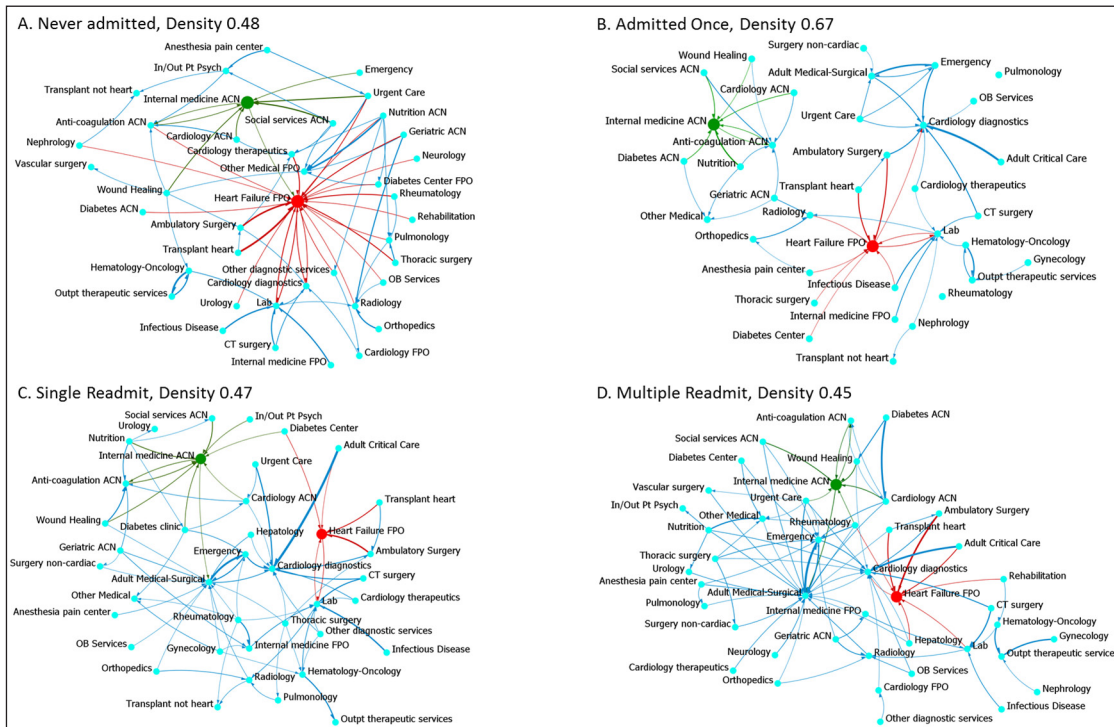 A. Never admitted, Density 0.48
Anesthesia pain center
In/Out Pt Psych
Emergency
Transplant not heart
Urgent Care
Internal medicine ACN
Social services ACN
Nutrition ACN
Anti-coagulation ACN
Cardiology ACN
Geriatric ACN
Nephrology
Cardiology therapeutics
Neurology
Vascular surgery
Other Medical FPO
Diabetes Center FPO
Wound Healing
Heart Failure FPO
Rheumatology
Diabetes ACN
Rehabilitation
Ambulatory Surgery
Pulmonology
Transplant heart
Thoracic surgery
Hematology-Oncology
Other diagnostic services
OB Services
Cardiology diagnostics
Outpt therapeutic services
Urology
Lab
Radiology
Infectious Disease
Orthopedics
CT surgery
Cardiology FPO
Internal medicine FPO
B. Admitted Once, Density 0.67
Surgery non-cardiac
Wound Healing
Emergency
Social services ACN
Adult Medical-Surgical
Pulmonology
Cardiology ACN
OB Services
Internal medicine ACN
Urgent Care
Cardiology diagnostics
Anti-coagulation ACN
Ambulatory Surgery
Adult Critical Care
Diabetes ACN
Nutrition
Transplant heart
Cardiology therapeutics
Geriatric ACN
Other Medical
Radiology
CT surgery
Orthopedics
Lab
Heart Failure FPO
Hematology-Oncology
Gynecology
Anesthesia pain center
Outpt therapeutic services
Infectious Disease
Rheumatology
Thoracic surgery
Internal medicine FPO
Nephrology
Diabetes Center
Transplant not heart
C. Single Readmit, Density 0.47
Social services ACN
In/Out Pt Psych
Urology
Diabetes Center
Nutrition
Adult Critical Care
Internal medicine ACN
Urgent Care
Anti-coagulation ACN
Cardiology ACN
Transplant heart
Wound Healing
Diabetes clinic
Hepatology
Heart Failure FPO
Geriatric ACN
Emergency
Ambulatory Surgery
Surgery non-cardiac
Adult Medical-Surgical
Cardiology diagnostics
CT surgery
Other Medical
Lab
Cardiology therapeutics
Anesthesia pain center
Rheumatology
Thoracic surgery
Other diagnostic services
OB Services
Gynecology
Internal medicine FPO
Infectious Disease
Orthopedics
Radiology
Hematology-Oncology
Pulmonology
Transplant not heart
Outpt therapeutic services
D. Multiple Readmit, Density 0.45
Anti-coagulation ACN
Diabetes ACN
Social services ACN
Wound Healing
Diabetes Center
Internal medicine ACN
Vascular surgery
Urgent Care
Cardiology ACN
In/Out Pt Psych
Other Medical
Rheumatology
Ambulatory Surgery
Nutrition
Emergency
Transplant heart
Thoracic surgery
Adult Critical Care
Urology
Cardiology diagnostics
Anesthesia pain center
Rehabilitation
Adult Medical-Surgical
Heart Failure FPO
Pulmonology
Internal medicine FPO
CT surgery
Surgery non-cardiac
Hematology-Oncology
Geriatric ACN
Hepatology
Gynecology
Neurology
Radiology
Lab
Outpt therapeutic service
Cardiology therapeutics
OB Services
Orthopedics
Cardiology FPO
Nephrology
Infectious Disease
Other diagnostic services